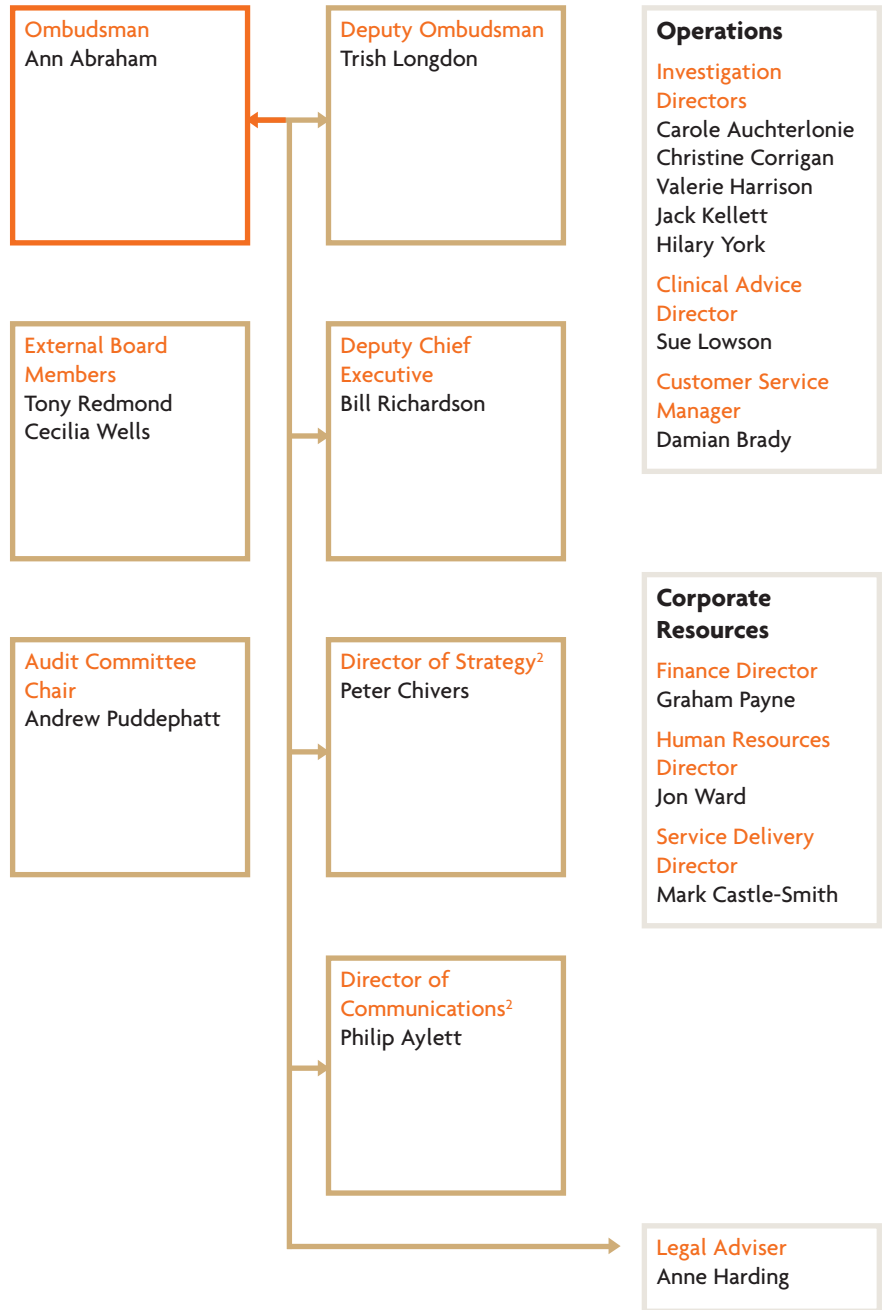 Ombudsman
Ann Abraham
Deputy Ombudsman
Trish Longdon
Operations
Investigation
Directors
Carole Auchterlonie
Christine Corrigan
Valerie Harrison
Jack Kellett
Hilary York
Clinical Advice
Director
Sue Lowson
Customer Service
Manager
Damian Brady
External Board
Members
Tony Redmond
Cecilia Wells
Deputy Chief
Executive
Bill Richardson
Corporate
Resources
Finance Director
Graham Payne
Human Resources
Director
Jon Ward
Service Delivery
Director
Mark Castle-Smith
Audit Committee
Chair
Andrew Puddephatt
Director of Strategy²
Peter Chivers
Director of
Communications²
Philip Aylett
Legal Adviser
Anne Harding